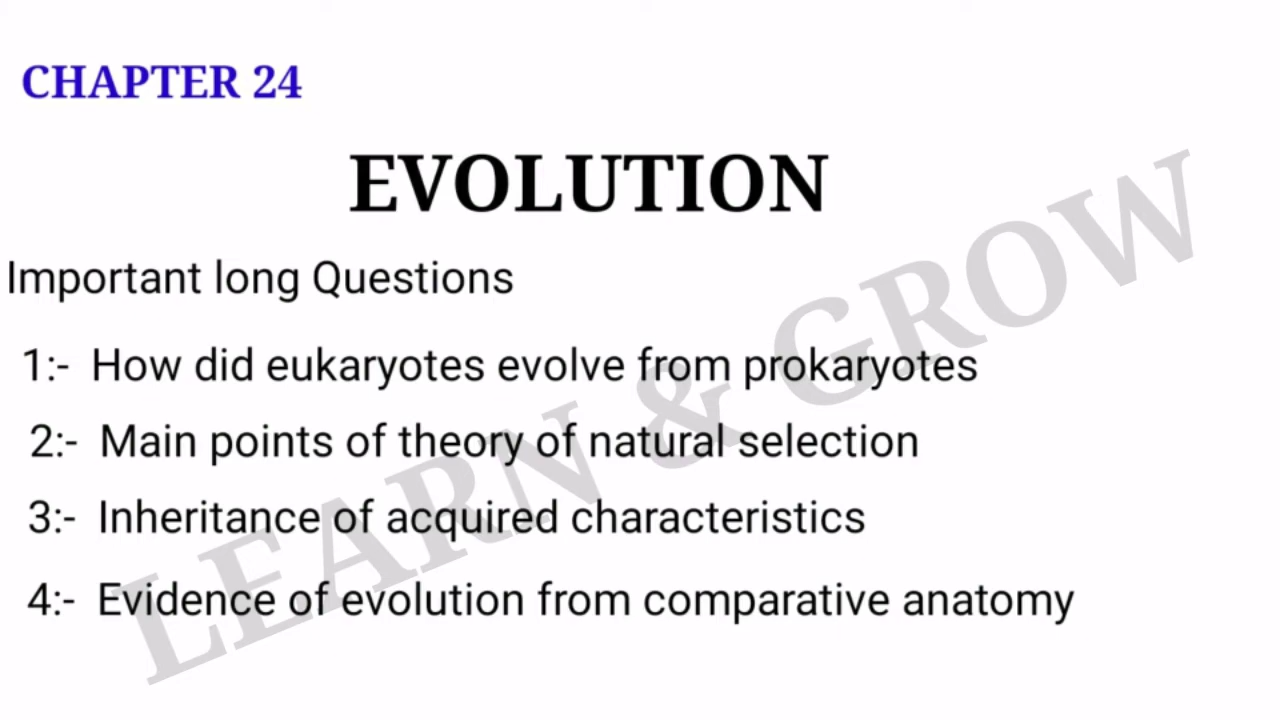 CHAPTER 24
EVOLUTION
Important long Questions
1:- How did eukaryotes evolve from prokaryotes
2:- Main points of theory of natural selection
3:- Inheritance of acquired characteristics
4:- Evidence of evolution from comparative anatomy
LEARN & GROW